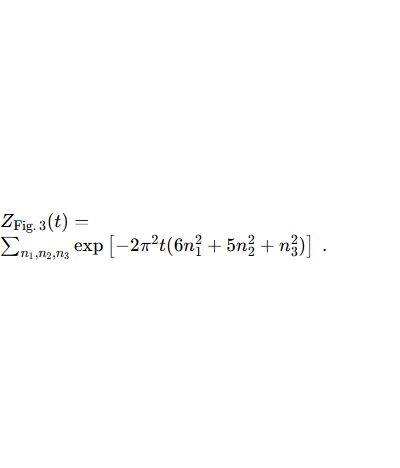 Z_{Fig. 3}(t) =
∑_{n_1,n_2,n_3} exp [−2π²t(6n_1² + 5n_2² + n_3²)] .